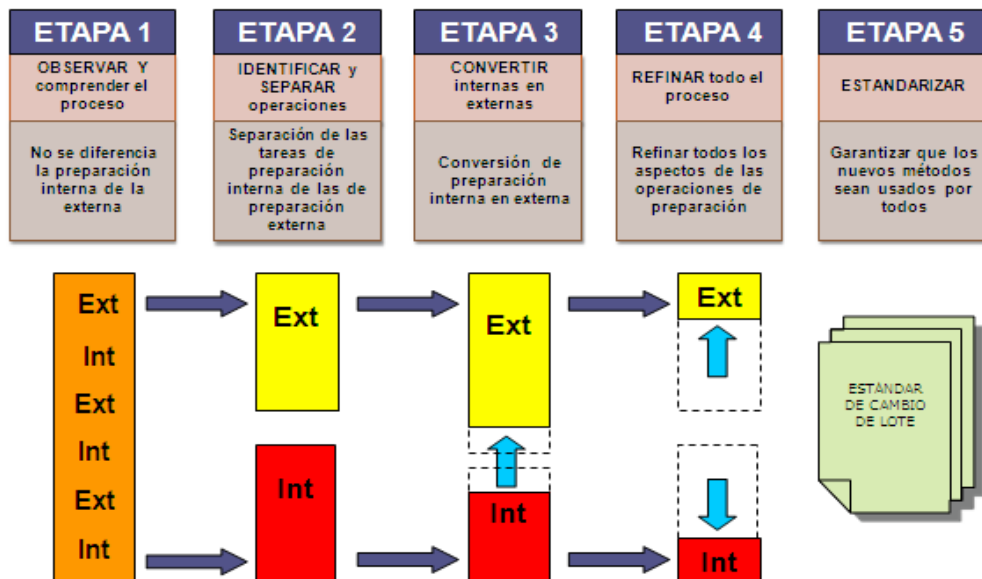 ETAPA 1
OBSERVAR Y
comprender el
proceso
No se diferencia
la preparación
interna de la
externa
ETAPA 2
IDENTIFICAR y
SEPARAR
operaciones
Separación de las
tareas de
preparación
interna de las de
preparación
externa
ETAPA 3
CONVERTIR
internas en
externas
Conversión de
preparación
interna en externa
ETAPA 4
REFINAR todo el
proceso
Refinar todos los
aspectos de las
operaciones de
preparación
ETAPA 5
ESTANDARIZAR
Garantizar que los
nuevos métodos
sean usados por
todos
Ext
Int
Ext
Int
Ext
Int
Ext
Int
Ext
Int
Ext
Int
ESTÀNDAR
DE CAMBIO
DE LOTE